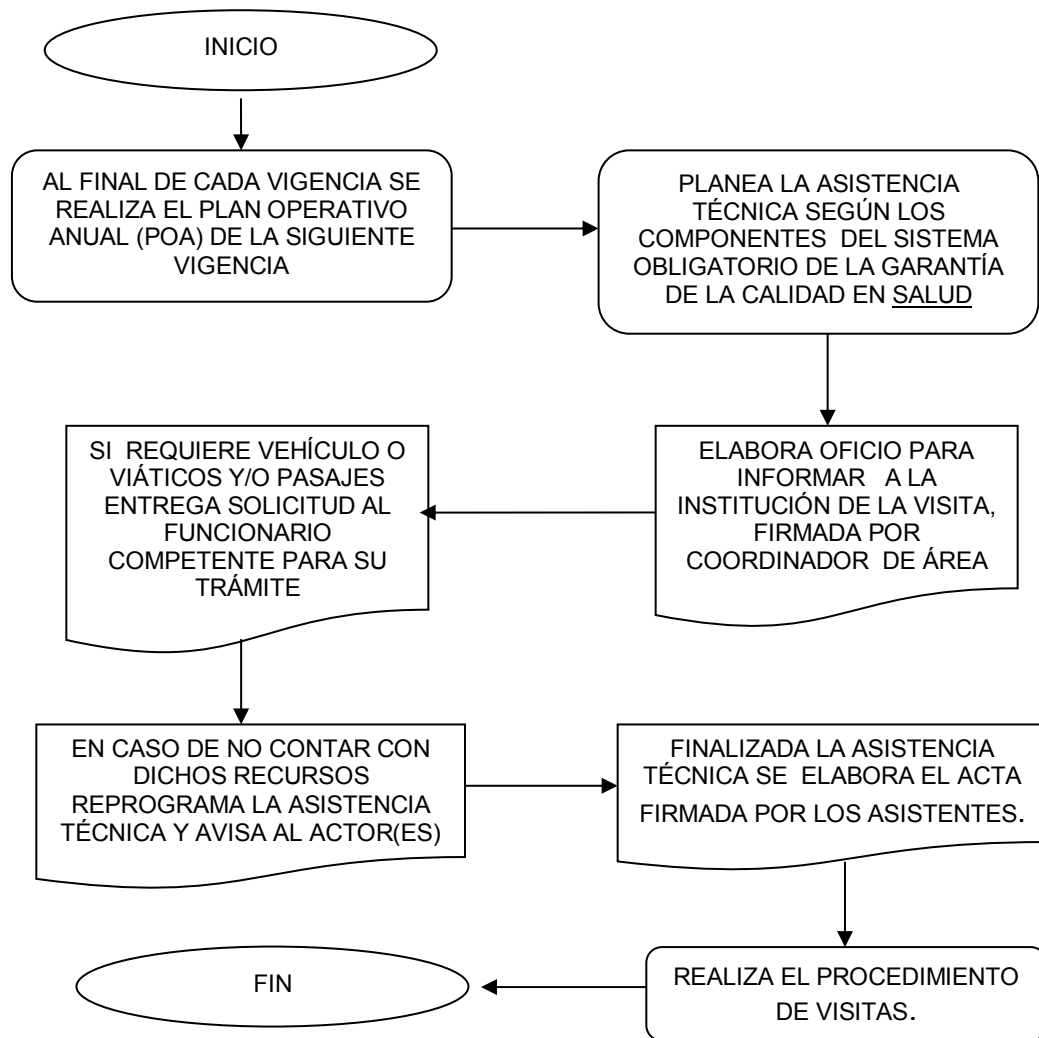 INICIO
AL FINAL DE CADA VIGENCIA SE
REALIZA EL PLAN OPERATIVO
ANUAL (POA) DE LA SIGUIENTE
VIGENCIA
PLANEA LA ASISTENCIA
TÉCNICA SEGÚN LOS
COMPONENTES DEL SISTEMA
OBLIGATORIO DE LA GARANTÍA
DE LA CALIDAD EN SALUD
ELABORA OFICIO PARA
INFORMAR A LA
INSTITUCIÓN DE LA VISITA,
FIRMADA POR
COORDINADOR DE ÁREA
SI REQUIERE VEHÍCULO O
VIÁTICOS Y/O PASAJES
ENTREGA SOLICITUD AL
FUNCIONARIO
COMPETENTE PARA SU
TRÁMITE
EN CASO DE NO CONTAR CON
DICHOS RECURSOS
REPROGRAMA LA ASISTENCIA
TÉCNICA Y AVISA AL ACTOR(ES)
FINALIZADA LA ASISTENCIA
TÉCNICA SE ELABORA EL ACTA
FIRMADA POR LOS ASISTENTES.
REALIZA EL PROCEDIMIENTO
DE VISITAS.
FIN